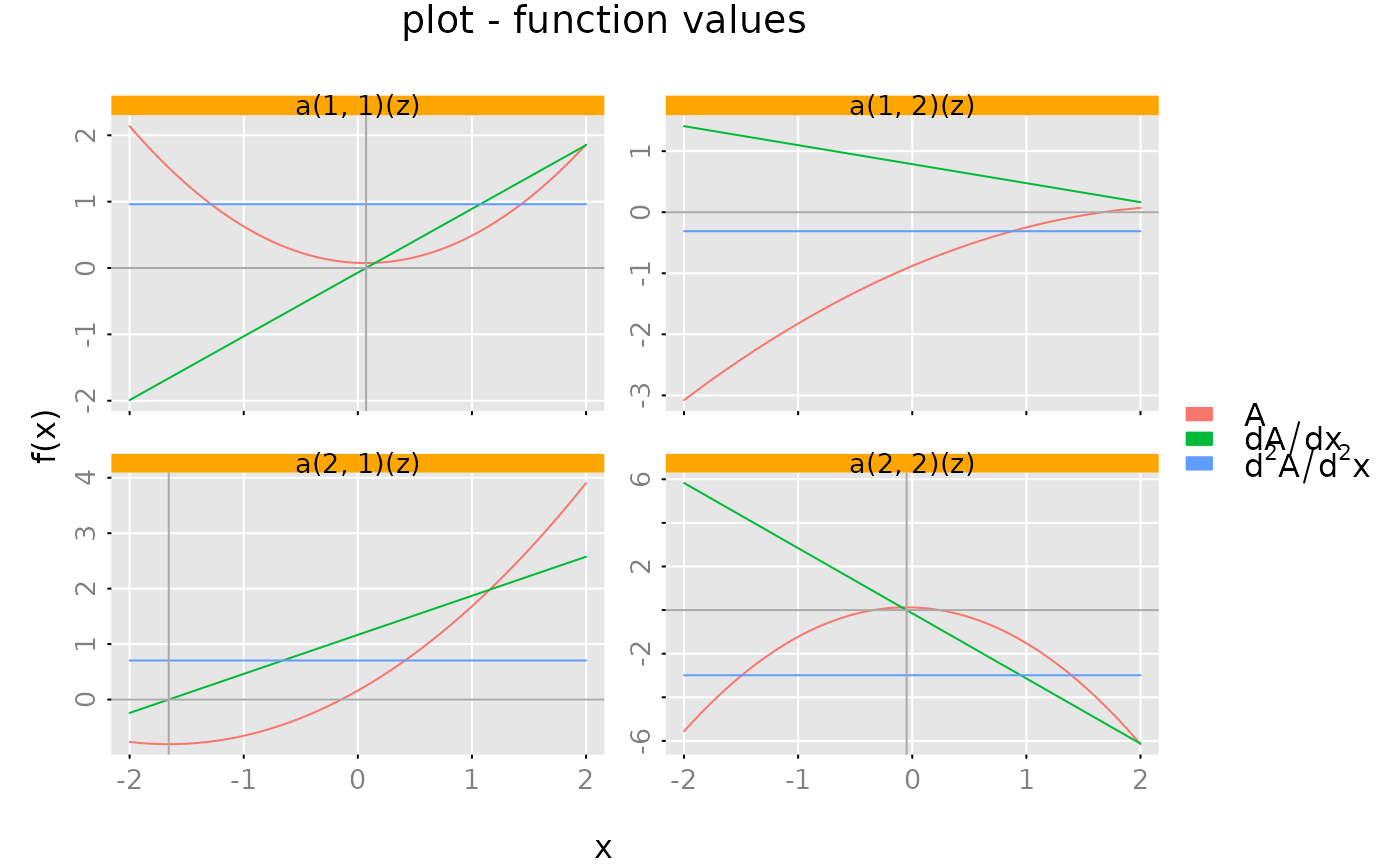 plot - function values
a(1, 1)(z)
a(1, 2)(z)
2
1
0
-1
-2
1
0
-1
-2
-3
f(x)
A
dA/dx
d²A/d²x
a(2, 1)(z)
a(2, 2)(z)
4
3
2
1
0
6
2
-2
-6
-2 -1 0 1 2
-2 -1 0 1 2
x